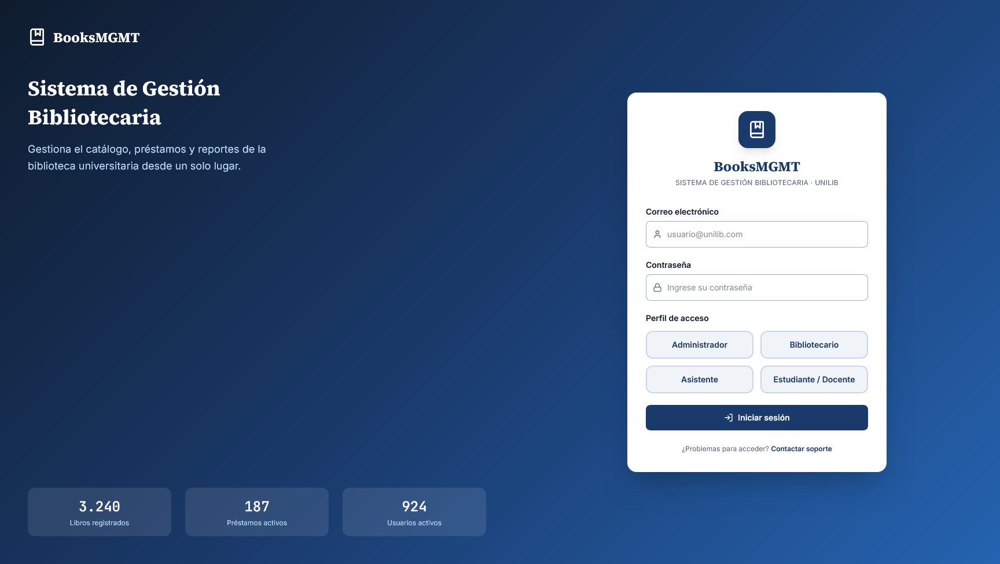 BooksMGMT
Sistema de Gestión
Bibliotecaria
Gestiona el catálogo, préstamos y reportes de la
biblioteca universitaria desde un solo lugar.
3.240
Libros registrados
187
Préstamos activos
924
Usuarios activos
BooksMGMT
SISTEMA DE GESTIÓN BIBLIOTECARIA · UNILIB
Correo electrónico
usuario@unilib.com
Contraseña
Ingrese su contraseña
Perfil de acceso
Administrador
Bibliotecario
Asistente
Estudiante / Docente
Iniciar sesión
¿Problemas para acceder? Contactar soporte